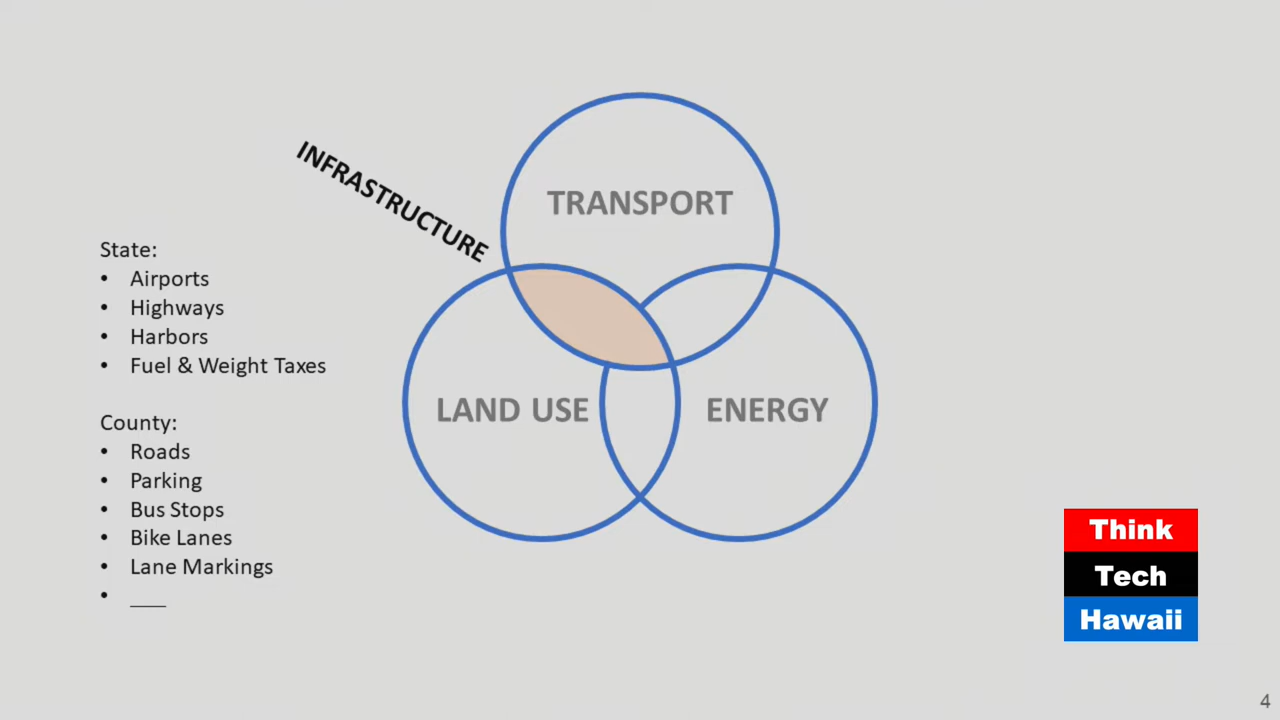 INFRASTRUCTURE
TRANSPORT
State:
• Airports
• Highways
• Harbors
• Fuel & Weight Taxes
LAND USE
ENERGY
County:
• Roads
• Parking
• Bus Stops
• Bike Lanes
• Lane Markings
• ___
Think
Tech
Hawaii
4